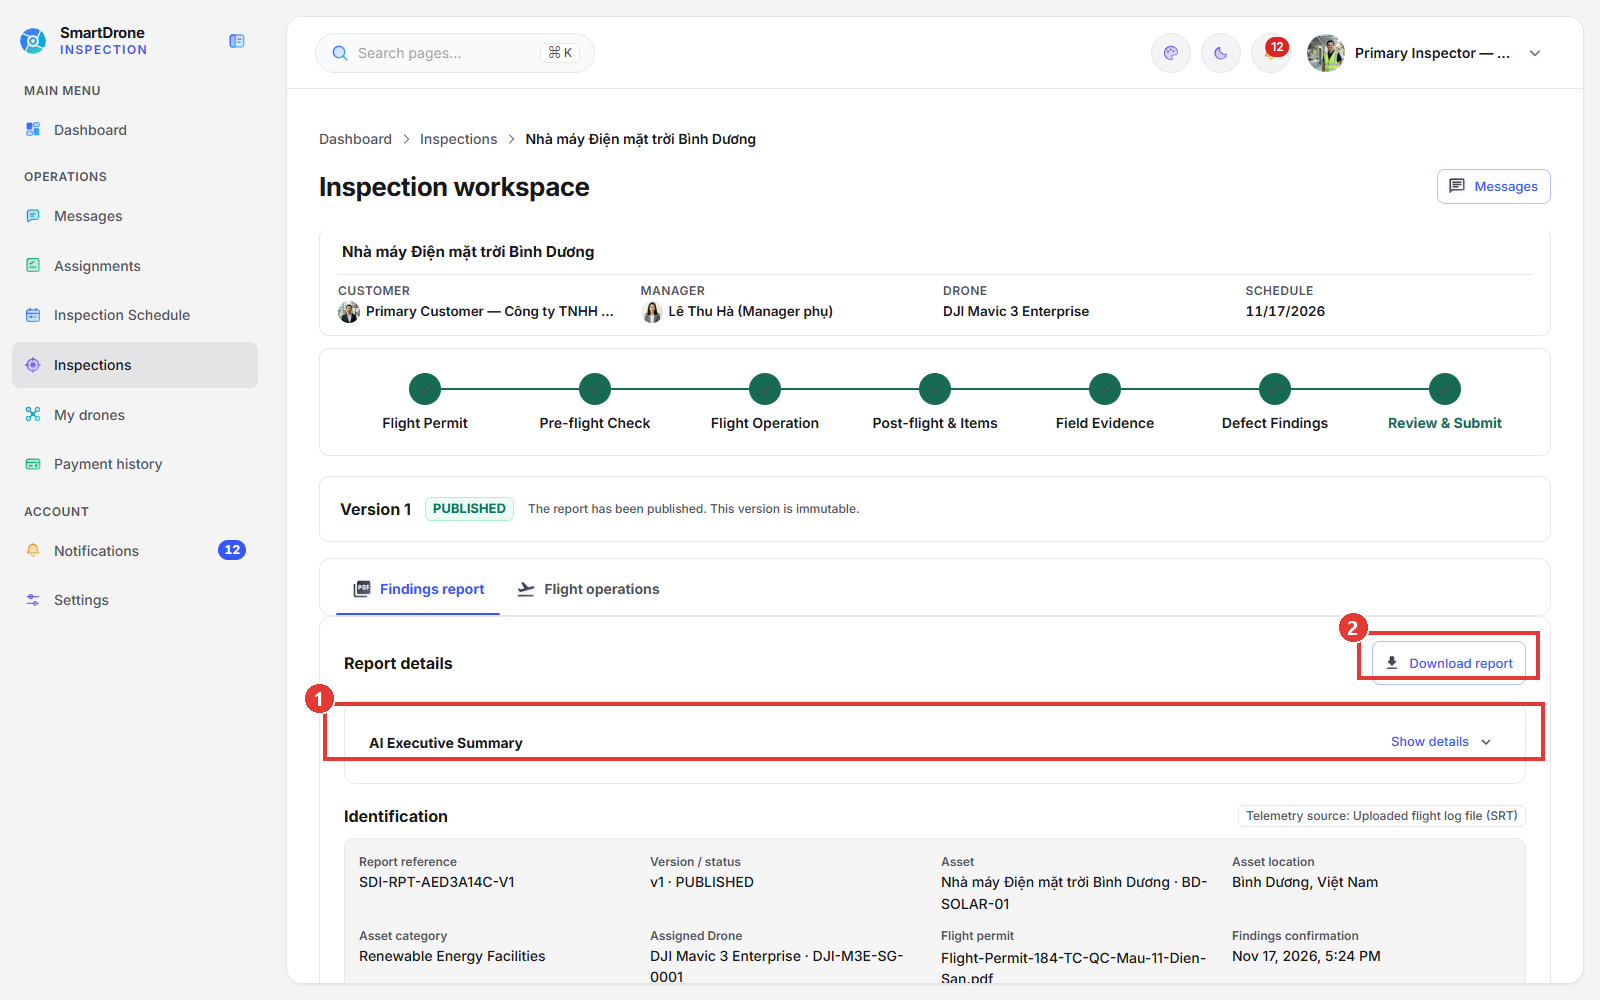 SmartDrone
INSPECTION
MAIN MENU
Dashboard
OPERATIONS
Messages
Assignments
Inspection Schedule
Inspections
My drones
Payment history
ACCOUNT
Notifications 12
Settings
Search pages... ⌘ K
12
Primary Inspector — ...
Dashboard > Inspections > Nhà máy Điện mặt trời Bình Dương
Inspection workspace
Messages
Nhà máy Điện mặt trời Bình Dương
CUSTOMER MANAGER DRONE SCHEDULE
Primary Customer — Công ty TNHH ... Lê Thu Hà (Manager phụ) DJI Mavic 3 Enterprise 11/17/2026
Flight Permit Pre-flight Check Flight Operation Post-flight & Items Field Evidence Defect Findings Review & Submit
Version 1 PUBLISHED The report has been published. This version is immutable.
PDF Findings report Flight operations
2
Report details Download report
1
AI Executive Summary Show details
Identification Telemetry source: Uploaded flight log file (SRT)
Report reference Version / status Asset Asset location
SDI-RPT-AED3A14C-V1 v1 · PUBLISHED Nhà máy Điện mặt trời Bình Dương · BD- Bình Dương, Việt Nam
SOLAR-01
Asset category Assigned Drone Flight permit Findings confirmation
Renewable Energy Facilities DJI Mavic 3 Enterprise · DJI-M3E-SG- Flight-Permit-184-TC-QC-Mau-11-Dien- Nov 17, 2026, 5:24 PM
0001 San.pdf